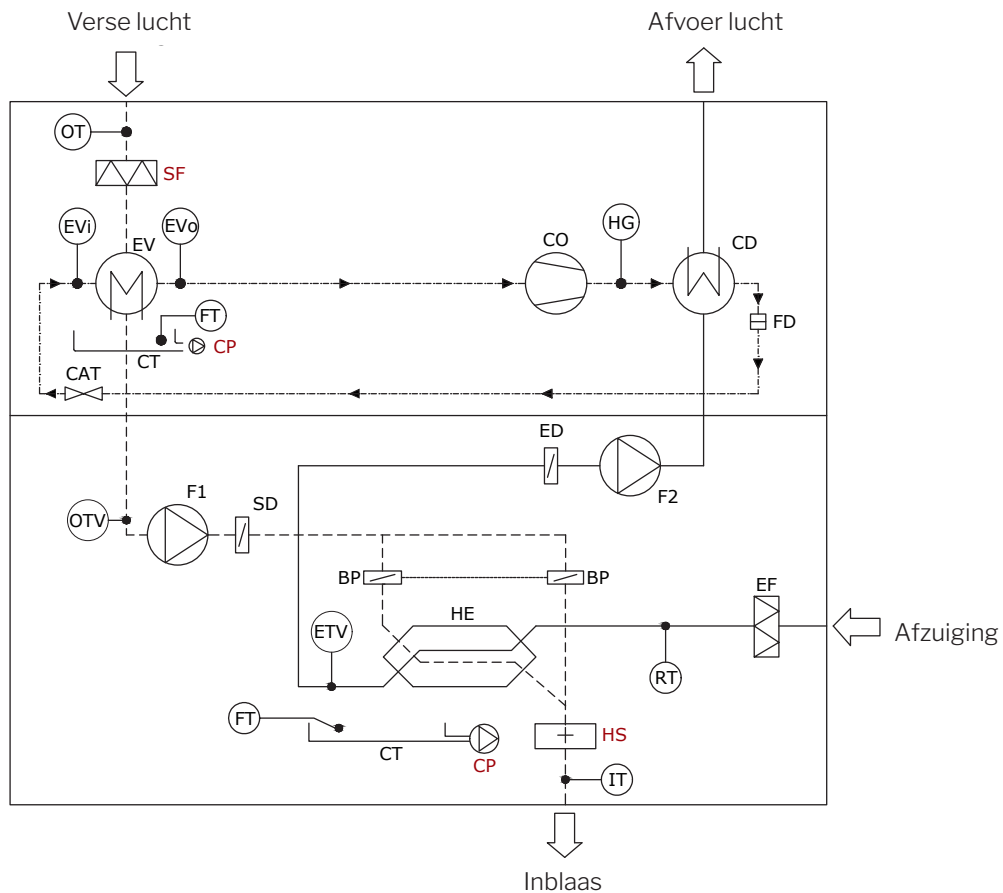 Verse lucht
Afvoer lucht
OT
SF
EVi
EV
EVo
CO
HG
CD
FT
FD
CT
CP
CAT
ED
F1
SD
F2
OTV
BP
BP
EF
ETV
HE
Afzuiging
RT
FT
CT
CP
HS
IT
Inblaas